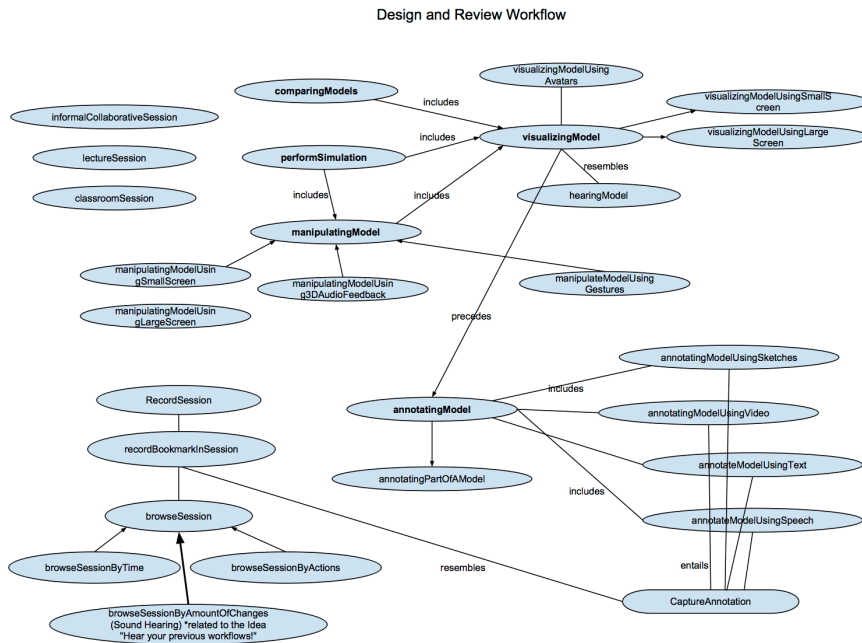 Design and Review Workflow
visualizingModelUsing
Avatars
comparingModels
includes
visualizingModelUsingSmallS
creen
informalCollaborativeSession
includes
visualizingModel
visualizingModelUsingLarge
Screen
lectureSession
performSimulation
resembles
classroomSession
includes
includes
hearingModel
manipulatingModel
manipulatingModelUsin
gSmallScreen
manipulatingModelUsin
g3DAudioFeedback
manipulateModelUsing
Gestures
manipulatingModelUsin
gLargeScreen
precedes
annotatingModelUsingSketches
includes
RecordSession
annotatingModel
annotatingModelUsingVideo
recordBookmarkInSession
annotateModelUsingText
annotatingPartOfAModel
includes
browseSession
annotateModelUsingSpeech
browseSessionByTime
browseSessionByActions
resembles
entails
CaptureAnnotation
browseSessionByAmountOfChanges
(Sound Hearing) *related to the Idea
"Hear your previous workflows!"